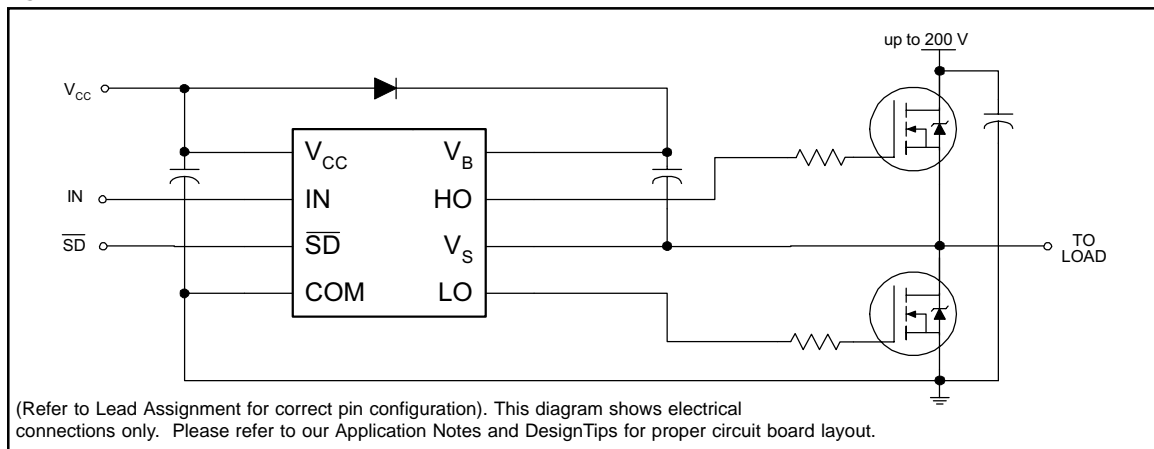 up to 200 V
VCC
VCC
VB
IN
IN
HO
SD
SD
VS
TO
LOAD
COM
LO
(Refer to Lead Assignment for correct pin configuration). This diagram shows electrical
connections only. Please refer to our Application Notes and DesignTips for proper circuit board layout.